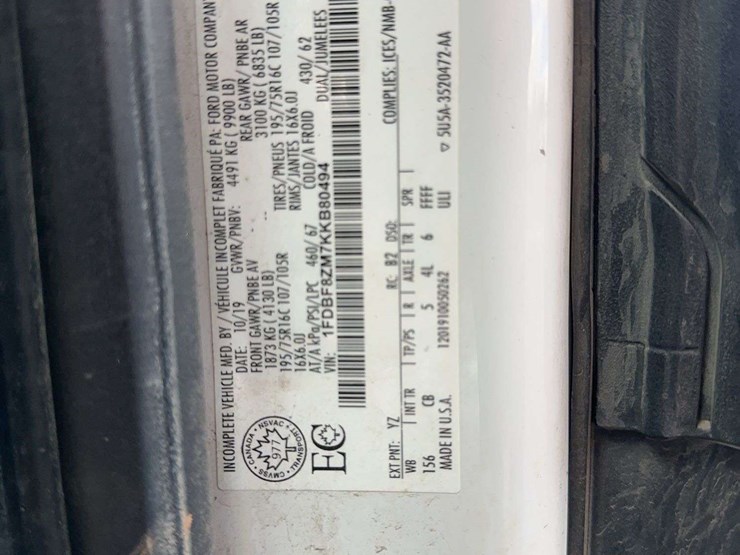 INCOMPLETE VEHICLE MFD. BY / VÉHICULE INCOMPLET FABRIQUÉ PA: FORD MOTOR
DATE: 10/19 GVWR/PNBV: 4491 KG ( 9900 LB)
FRONT GAWR/PNBE AV REAR GAWR/ PNBE AR
1873 KG ( 4130 LB) 3100 KG ( 6835 LB)
195/75R16C 107/105R TIRES/PNEUS 195/75R16C 107/105R
16X6.0J RIMS/JANTES 16X6.0J
AT/A kPa/PSI/LPC 460/ 67 COLD/A FROID 430/ 62
VIN: 1FDBF8ZM7KKB80494 DUAL/JUMELEES
CANADA
NSVAC
977
TRANSPORT
CMVSS
EC
EXT PNT: YZ RC: B2 DSO: COMPLIES: ICES/NMB-
WB INT TR TP/PS R AXLE TR SPR
156 CB 5 4L 6 FFFF
MADE IN U.S.A. 1201910050262 ULI ▽ 5U5A-3520472-AA